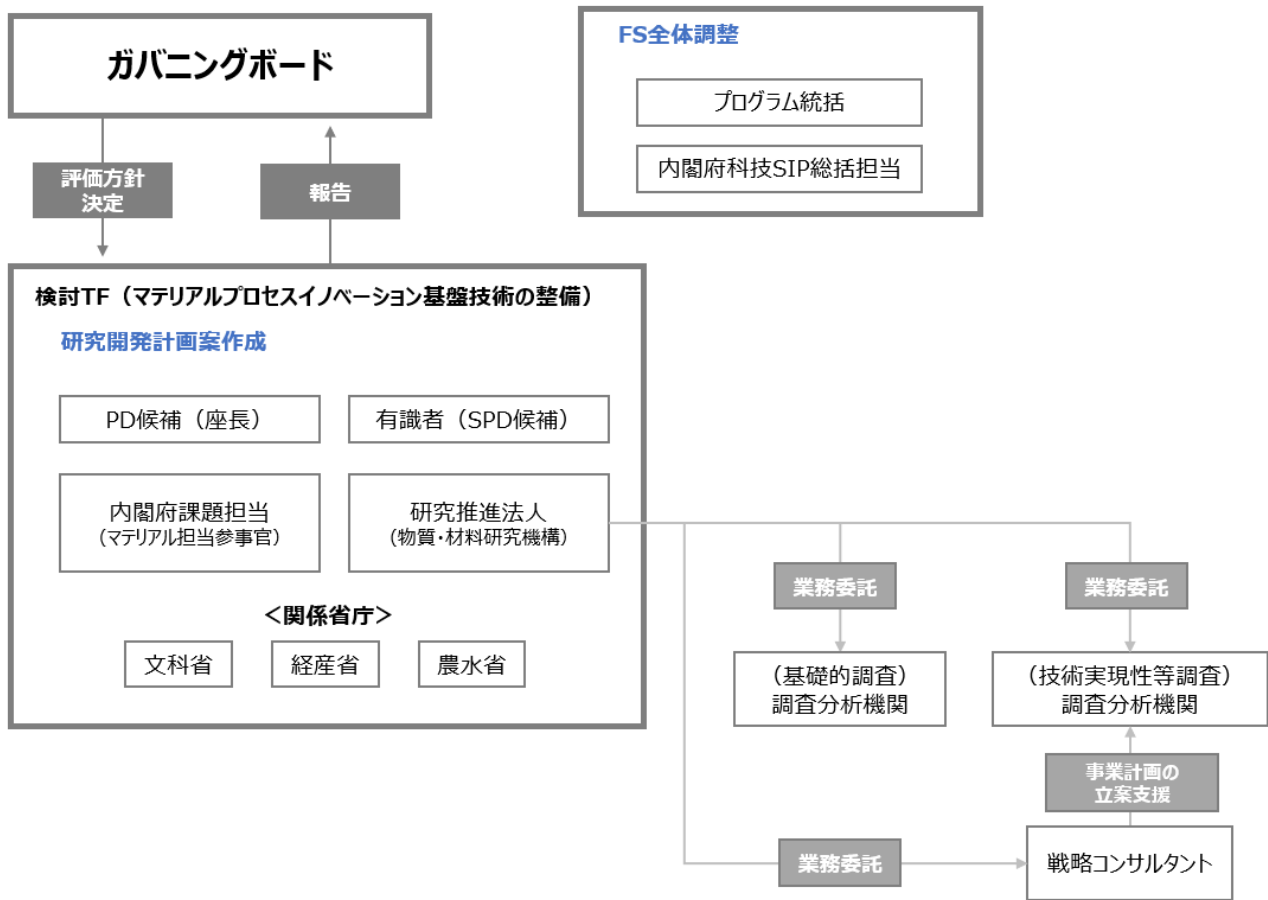 ガバニングボード
評価方針
決定
報告
FS全体調整
プログラム統括
内閣府科技SIP総括担当
検討TF（マテリアルプロセスイノベーション基盤技術の整備）
研究開発計画案作成
PD候補（座長）
有識者（SPD候補）
内閣府課題担当
（マテリアル担当参事官）
研究推進法人
（物質・材料研究機構）
＜関係省庁＞
文科省
経産省
農水省
業務委託
業務委託
（基礎的調査）
調査分析機関
（技術実現性等調査）
調査分析機関
事業計画の
立案支援
業務委託
戦略コンサルタント